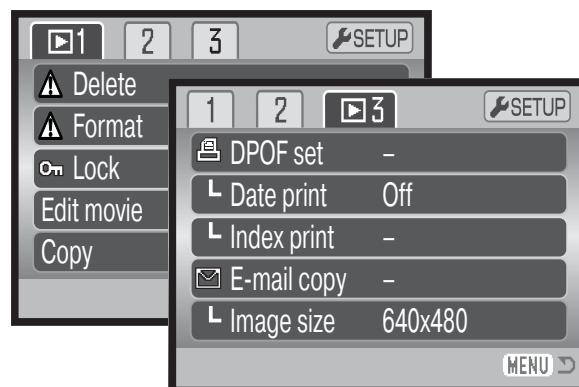 1 2 3 SETUP
Delete
Format
Lock
Edit movie
Copy
1 2 3 SETUP
DPOF set –
Date print Off
Index print –
E-mail copy –
Image size 640x480
MENU